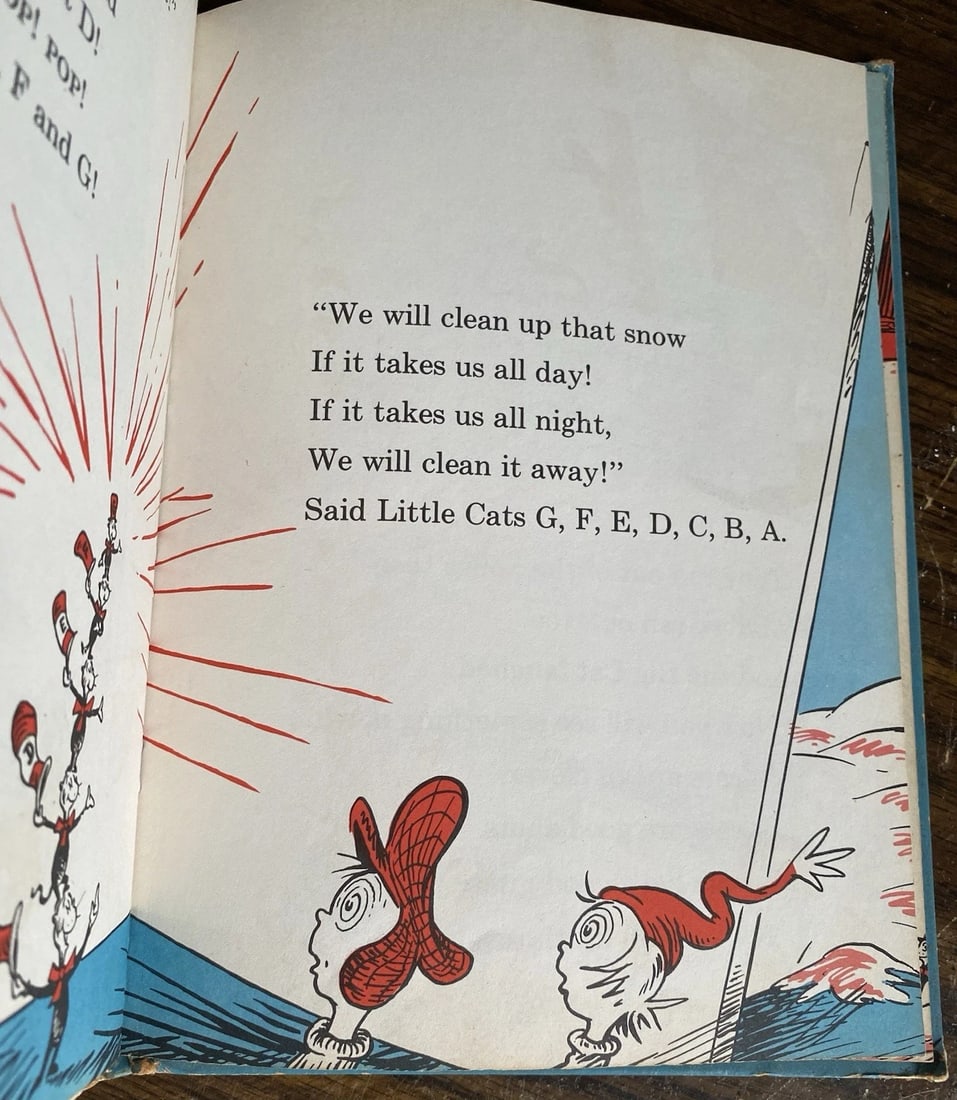 D!
POP!
F and G!
“We will clean up that snow
If it takes us all day!
If it takes us all night,
We will clean it away!”
Said Little Cats G, F, E, D, C, B, A.
E